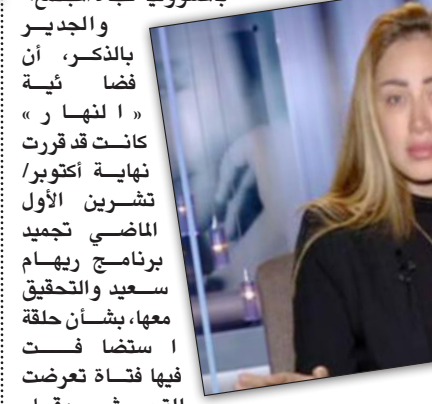 والجدير
بالذكر، أن
فضائية
«النهار»
كانت قد قررت
نهاية أكتوبر/
تشرين الأول
الماضي تجميد
برنامج ريهام
سعيد والتحقيق
معها، بشأن حلقة
استضافت
فيها فتاة تعرضت